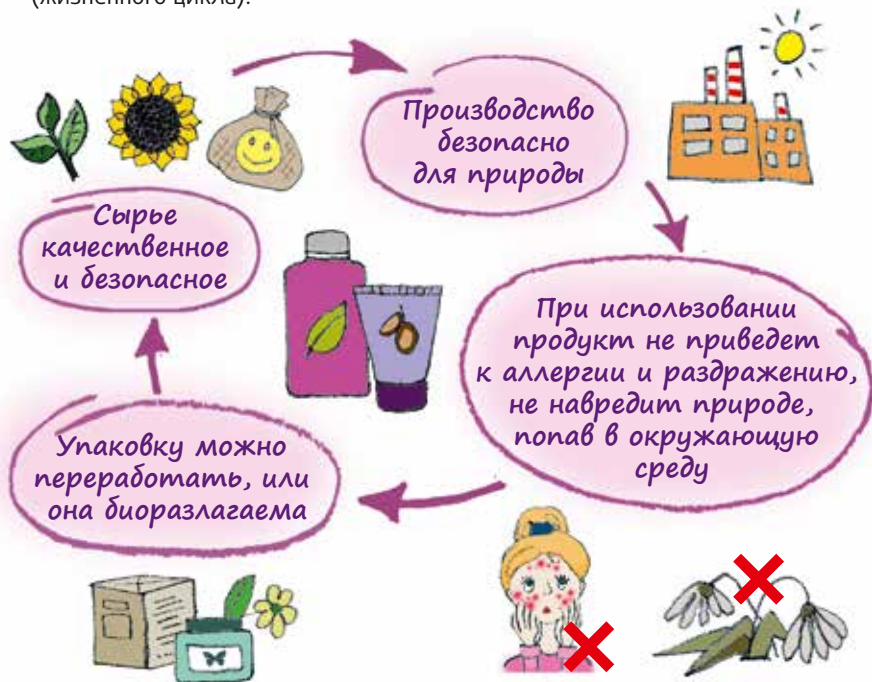 (жизненного цикла).
Производство
безопасно
для природы
Сырье
качественное
и безопасное
При использовании
продукт не приведет
к аллергии и раздражению,
не навредит природе,
попав в окружающую
среду
Упаковку можно
переработать, или
она биоразлагаема